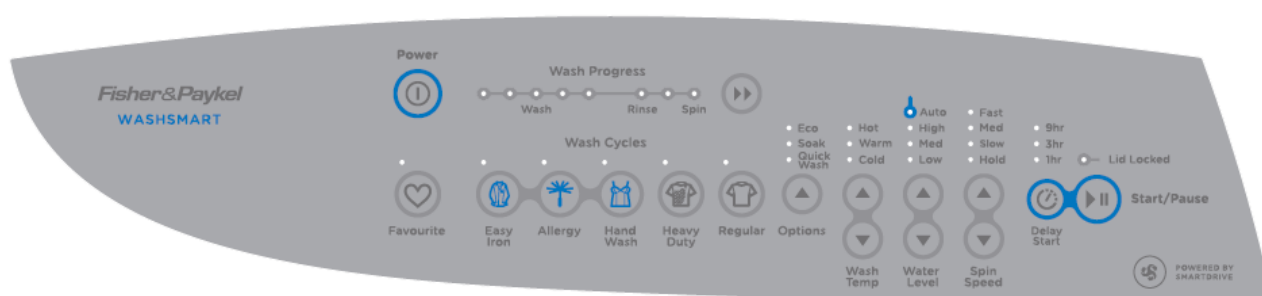 Power
Fisher&Paykel
WASHSMART
Wash Progress
Wash
Rinse
Spin
Wash Cycles
Favourite
Easy
Iron
Allergy
Hand
Wash
Heavy
Duty
Regular
Eco
Soak
Quick
Wash
Options
Hot
Warm
Cold
Wash
Temp
Auto
High
Med
Low
Water
Level
Fast
Med
Slow
Hold
Spin
Speed
9hr
3hr
1hr
Delay
Start
Lid Locked
Start/Pause
POWERED BY
SMARTDRIVE